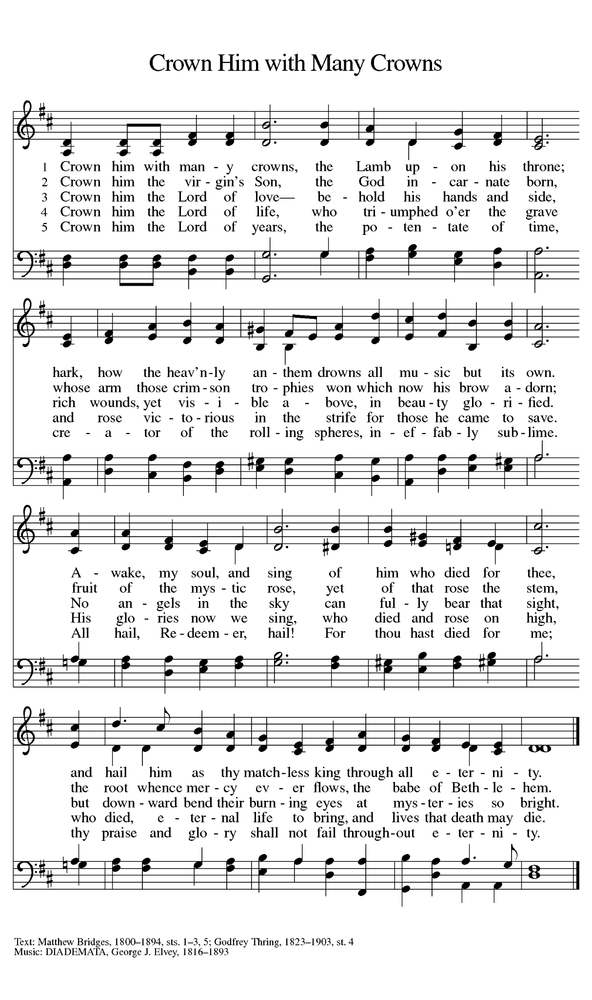 Crown Him with Many Crowns
1 Crown him with man - y crowns, the Lamb up - on his throne;
2 Crown him the vir - gin's Son, the God in - car - nate born,
3 Crown him the Lord of love— be - hold his hands and side,
4 Crown him the Lord of life, who tri - umphed o'er the grave
5 Crown him the Lord of years, the po - ten - tate of time,
hark, how the heav'n - ly an - them drowns all mu - sic but its own.
whose arm those crim - son tro - phies won which now his brow a - dorn;
rich wounds, yet vis - i - ble a - bove, in beau - ty glo - ri - fied.
and rose vic - to - rious in the strife for those he came to save.
cre - a - tor of the roll - ing spheres, in - ef - fab - ly sub - lime.
A - wake, my soul, and sing of him who died for thee,
fruit of the mys - tic rose, yet of that rose the stem,
No an - gels in the sky can ful - ly bear that sight,
His glo - ries now we sing, who died and rose on high,
All hail, Re - deem - er, hail! For thou hast died for me;
and hail him as thy match - less king through all e - ter - ni - ty.
the root whence mer - cy ev - er flows, the babe of Beth - le - hem.
but down - ward bend their burn - ing eyes at mys - ter - ies so bright.
who died, e - ter - nal life to bring, and lives that death may die.
thy praise and glo - ry shall not fail through - out e - ter - ni - ty.
Text: Matthew Bridges, 1800–1894, sts. 1–3, 5; Godfrey Thring, 1823–1903, st. 4
Music: DIADEMATA, George J. Elvey, 1816–1893